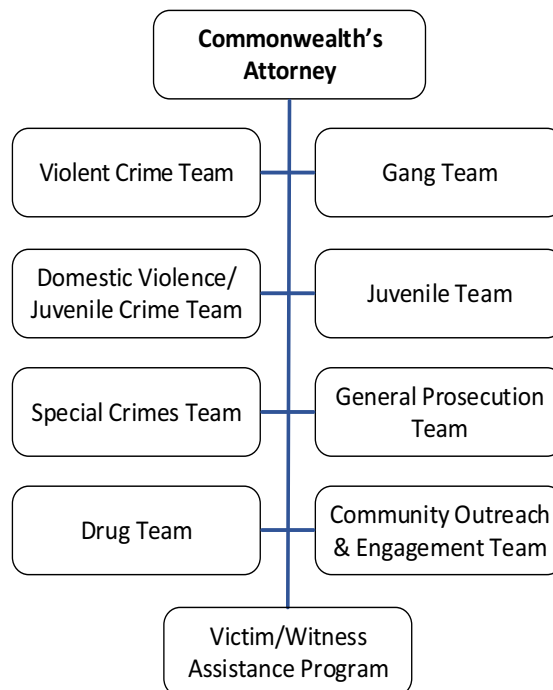 Commonwealth's
Attorney
Violent Crime Team
Gang Team
Domestic Violence/
Juvenile Crime Team
Juvenile Team
Special Crimes Team
General Prosecution
Team
Drug Team
Community Outreach
& Engagement Team
Victim/Witness
Assistance Program